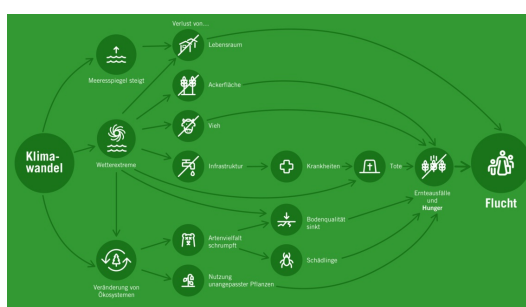 Verlust von...
Lebensraum
Meeresspiegel steigt
Ackerfläche
Vieh
Klima-
wandel
Wetterextreme
Infrastruktur
Krankheiten
Tote
Ernteausfälle
und
Hunger
Flucht
Bodenqualität
sinkt
Artenvielfalt
schrumpft
Schädlinge
Veränderung von
Ökosystemen
Nutzung
unangepasster Pflanzen